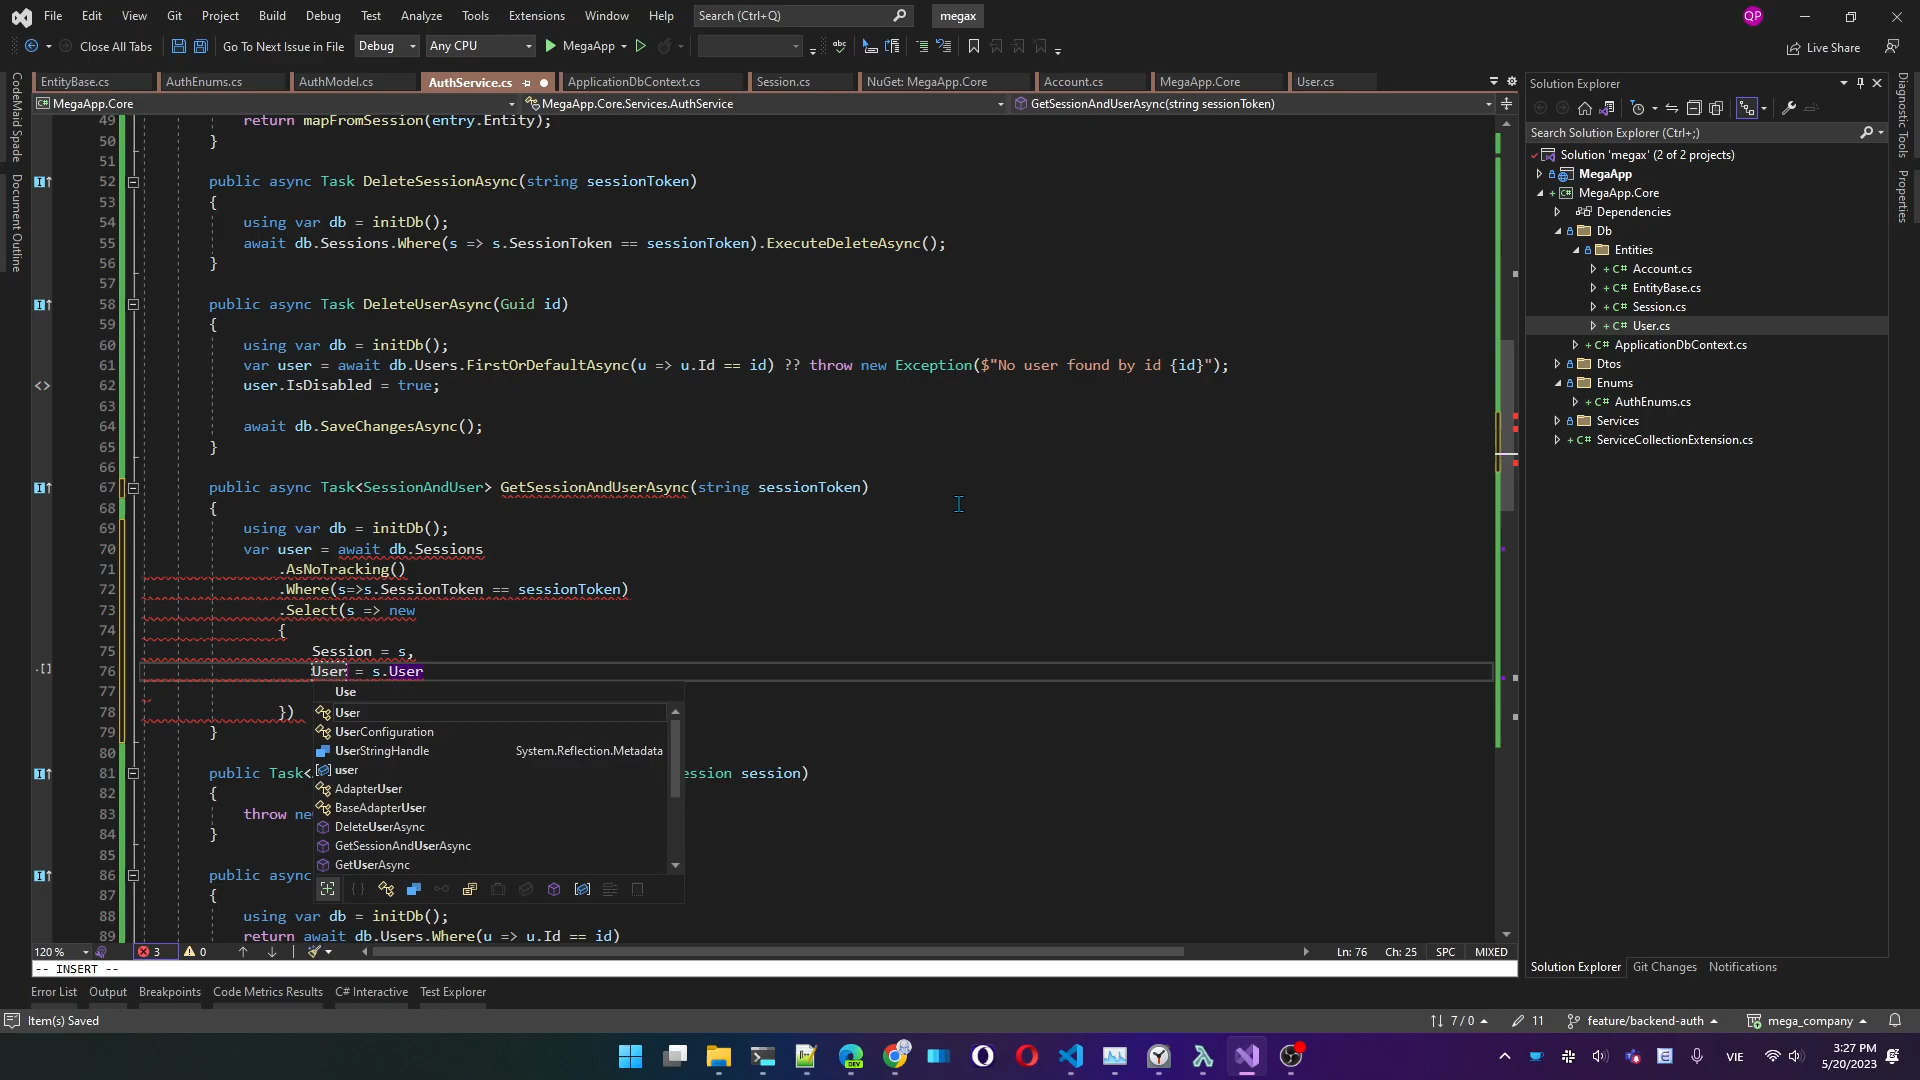 File Edit View Git Project Build Debug Test Analyze Tools Extensions Window Help Search (Ctrl+Q) megax QP
Close All Tabs Go To Next Issue in File Debug Any CPU MegaApp Live Share
EntityBase.cs AuthEnums.cs AuthModel.cs AuthService.cs ApplicationDbContext.cs Session.cs NuGet: MegaApp.Core Account.cs MegaApp.Core User.cs
MegaApp.Core MegaApp.Core.Services.AuthService GetSessionAndUserAsync(string sessionToken)
CodeMaid Spade
Document Outline
49 return mapFromSession(entry.Entity);
50 }
51
52 public async Task DeleteSessionAsync(string sessionToken)
53 {
54 using var db = initDb();
55 await db.Sessions.Where(s => s.SessionToken == sessionToken).ExecuteDeleteAsync();
56 }
57
58 public async Task DeleteUserAsync(Guid id)
59 {
60 using var db = initDb();
61 var user = await db.Users.FirstOrDefaultAsync(u => u.Id == id) ?? throw new Exception($"No user found by id {id}");
62 user.IsDisabled = true;
63
64 await db.SaveChangesAsync();
65 }
66
67 public async Task<SessionAndUser> GetSessionAndUserAsync(string sessionToken)
68 {
69 using var db = initDb();
70 var user = await db.Sessions
71 .AsNoTracking()
72 .Where(s=>s.SessionToken == sessionToken)
73 .Select(s => new
74 {
75 Session = s,
76 User = s.User
77 Use
78 })
79 }
80
81 public Task< ession session)
82 {
83 throw ne
84 }
85
86 public async
87 {
88 using var db = initDb();
89 return await db.Users.Where(u => u.Id == id)
User
UserConfiguration
UserStringHandle System.Reflection.Metadata
user
AdapterUser
BaseAdapterUser
DeleteUserAsync
GetSessionAndUserAsync
GetUserAsync
120 % 3 0 Ln: 76 Ch: 25 SPC MIXED
-- INSERT --
Error List Output Breakpoints Code Metrics Results C# Interactive Test Explorer
Solution Explorer
Search Solution Explorer (Ctrl+;)
Solution 'megax' (2 of 2 projects)
MegaApp
MegaApp.Core
Dependencies
Db
Entities
C# Account.cs
C# EntityBase.cs
C# Session.cs
C# User.cs
C# ApplicationDbContext.cs
Dtos
Enums
C# AuthEnums.cs
Services
C# ServiceCollectionExtension.cs
Solution Explorer Git Changes Notifications
Diagnostic Tools
Properties
Item(s) Saved 7 / 0 11 feature/backend-auth mega_company
DEV VIE 3:27 PM
5/20/2023